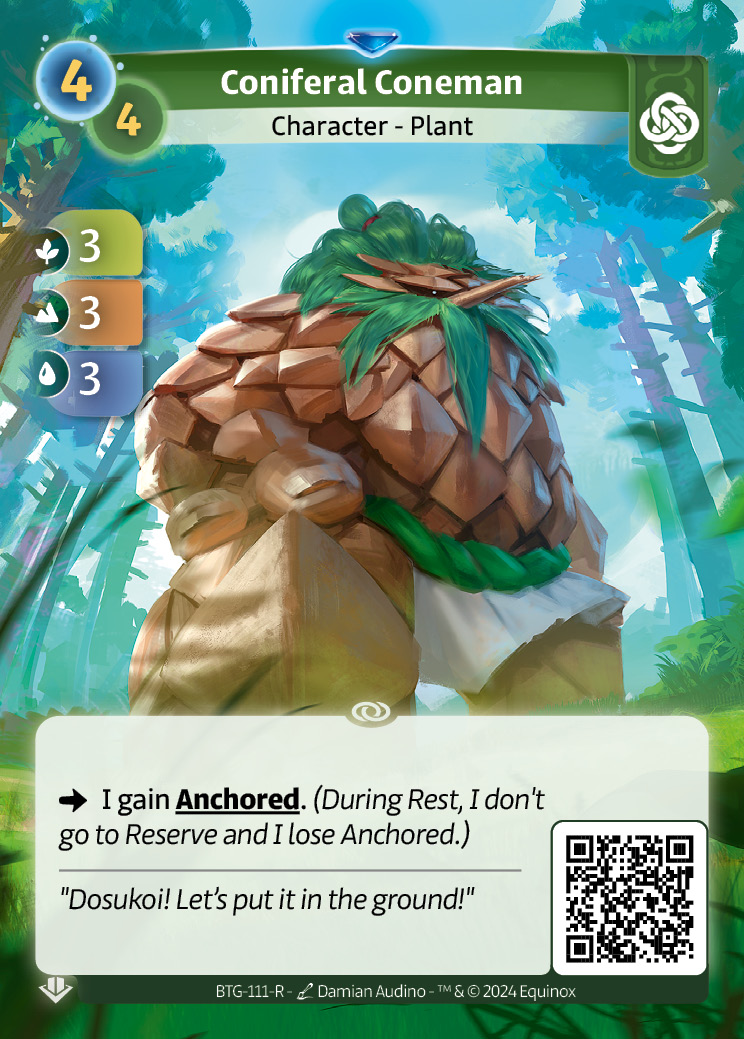 4
Coniferal Coneman
4
Character - Plant
3
3
3
I gain Anchored. (During Rest, I don't
go to Reserve and I lose Anchored.)
"Dosukoi! Let's put it in the ground!"
BTG-111-R - Damian Audino - ™ & © 2024 Equinox